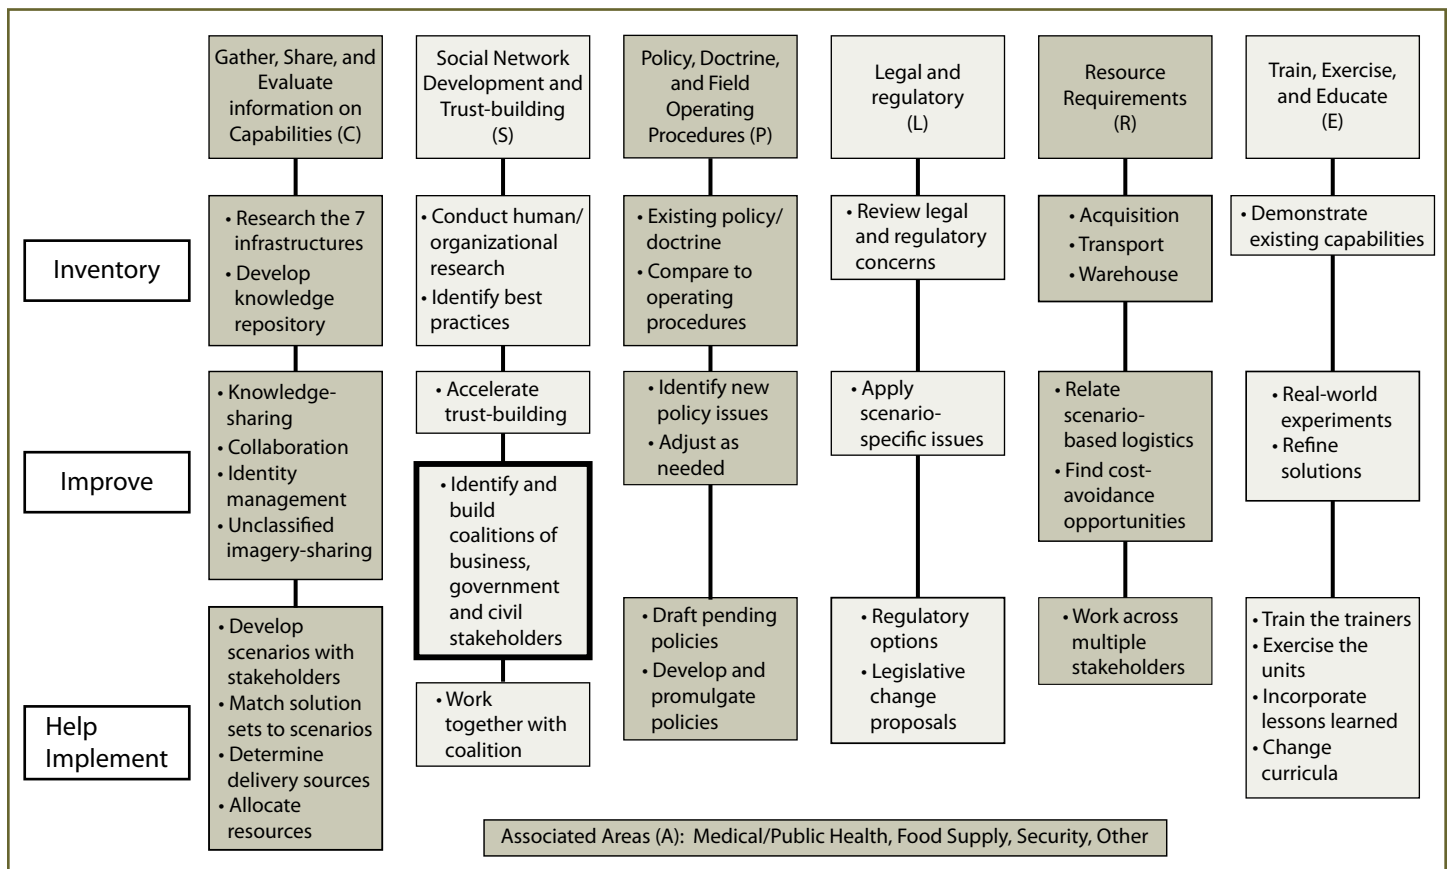 Gather, Share, and
Evaluate
information on
Capabilities (C)
Social Network
Development and
Trust-building
(S)
Policy, Doctrine,
and Field
Operating
Procedures (P)
Legal and
regulatory
(L)
Resource
Requirements
(R)
Train, Exercise,
and Educate
(E)
Inventory
• Research the 7
infrastructures
• Develop
knowledge
repository
• Conduct human/
organizational
research
• Identify best
practices
• Existing policy/
doctrine
• Compare to
operating
procedures
• Review legal
and regulatory
concerns
• Acquisition
• Transport
• Warehouse
• Demonstrate
existing capabilities
Improve
• Knowledge-
sharing
• Collaboration
• Identity
management
• Unclassified
imagery-sharing
• Accelerate
trust-building
• Identify and
build
coalitions of
business,
government
and civil
stakeholders
• Identify new
policy issues
• Adjust as
needed
• Apply
scenario-
specific issues
• Relate
scenario-
based logistics
• Find cost-
avoidance
opportunities
• Real-world
experiments
• Refine
solutions
Help
Implement
• Develop
scenarios with
stakeholders
• Match solution
sets to scenarios
• Determine
delivery sources
• Allocate
resources
• Work
together with
coalition
• Draft pending
policies
• Develop and
promulgate
policies
• Regulatory
options
• Legislative
change
proposals
• Work across
multiple
stakeholders
• Train the trainers
• Exercise the
units
• Incorporate
lessons learned
• Change
curricula
Associated Areas (A): Medical/Public Health, Food Supply, Security, Other